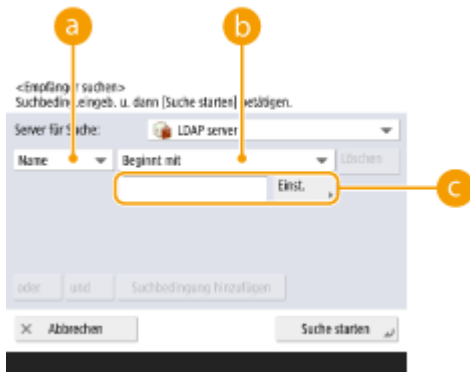 a b
<Empfänger suchen>
Suchbeding.eingeb. u. dann [Suche starten] betätigen.
Server für Suche: LDAP server
Name Beginnt mit Löschen
Einst. c
oder und Suchbedingung hinzufügen
× Abbrechen Suche starten